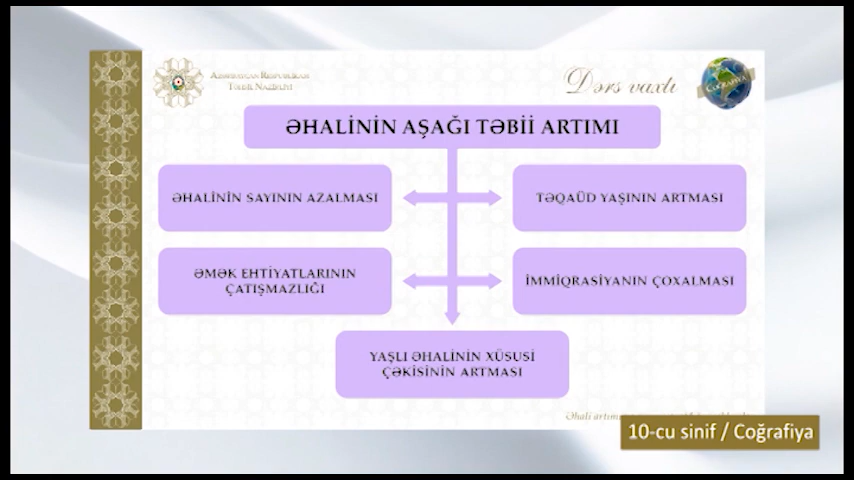 AZƏRBAYCAN RESPUBLİKASI
TƏHSİL NAZİRLİYİ
Dərs vaxtı
COĞRAFİYA
ƏHALİNİN AŞAĞI TƏBİİ ARTIMI
ƏHALİNİN SAYININ AZALMASI
TƏQAÜD YAŞININ ARTMASI
ƏMƏK EHTİYATLARININ
ÇATIŞMAZLIĞI
İMMİQRASİYANIN ÇOXALMASI
YAŞLI ƏHALİNİN XÜSUSİ
ÇƏKİSİNİN ARTMASI
Əhali
10-cu sinif / Coğrafiya